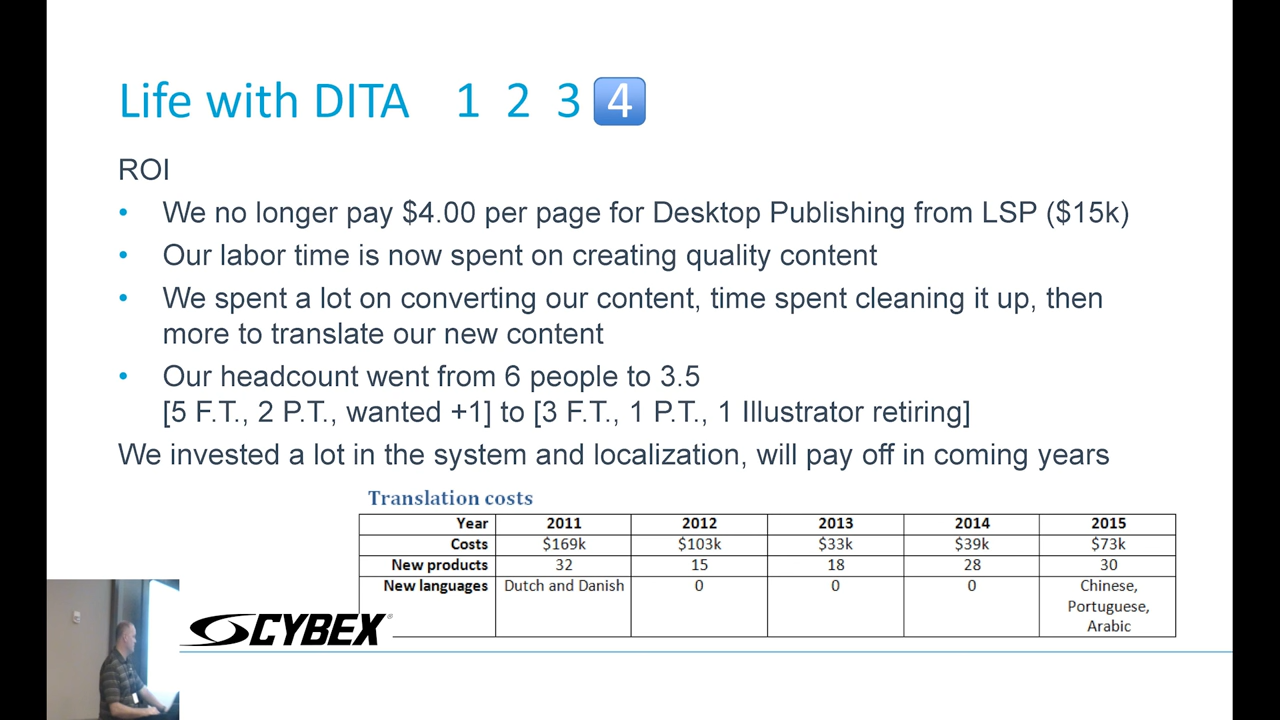 Life with DITA 1 2 3 4
ROI
• We no longer pay $4.00 per page for Desktop Publishing from LSP ($15k)
• Our labor time is now spent on creating quality content
• We spent a lot on converting our content, time spent cleaning it up, then
more to translate our new content
• Our headcount went from 6 people to 3.5
[5 F.T., 2 P.T., wanted +1] to [3 F.T., 1 P.T., 1 Illustrator retiring]
We invested a lot in the system and localization, will pay off in coming years
Translation costs
Year 2011 2012 2013 2014 2015
Costs $169k $103k $33k $39k $73k
New products 32 15 18 28 30
New languages Dutch and Danish 0 0 0 Chinese,
Portuguese,
Arabic
CYBEX®